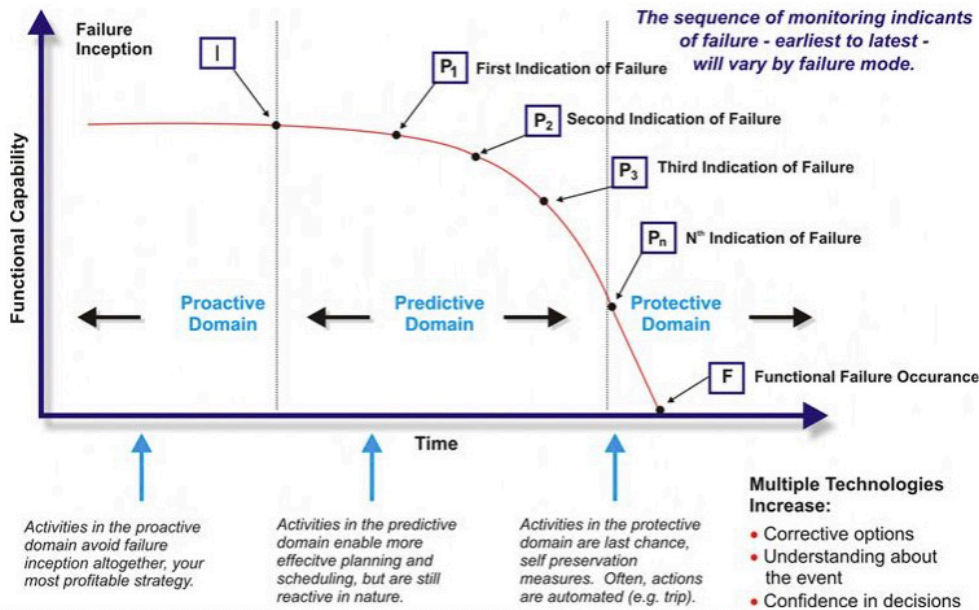 Failure
Inception
The sequence of monitoring indicants
of failure - earliest to latest -
will vary by failure mode.
I
P1 First Indication of Failure
P2 Second Indication of Failure
P3 Third Indication of Failure
Pn Nth Indication of Failure
Functional Capability
Proactive
Domain
Predictive
Domain
Protective
Domain
F Functional Failure Occurance
Time
Activities in the proactive
domain avoid failure
inception altogether, your
most profitable strategy.
Activities in the predictive
domain enable more
effecitve planning and
scheduling, but are still
reactive in nature.
Activities in the protective
domain are last chance,
self preservation
measures. Often, actions
are automated (e.g. trip).
Multiple Technologies
Increase:
• Corrective options
• Understanding about
the event
• Confidence in decisions